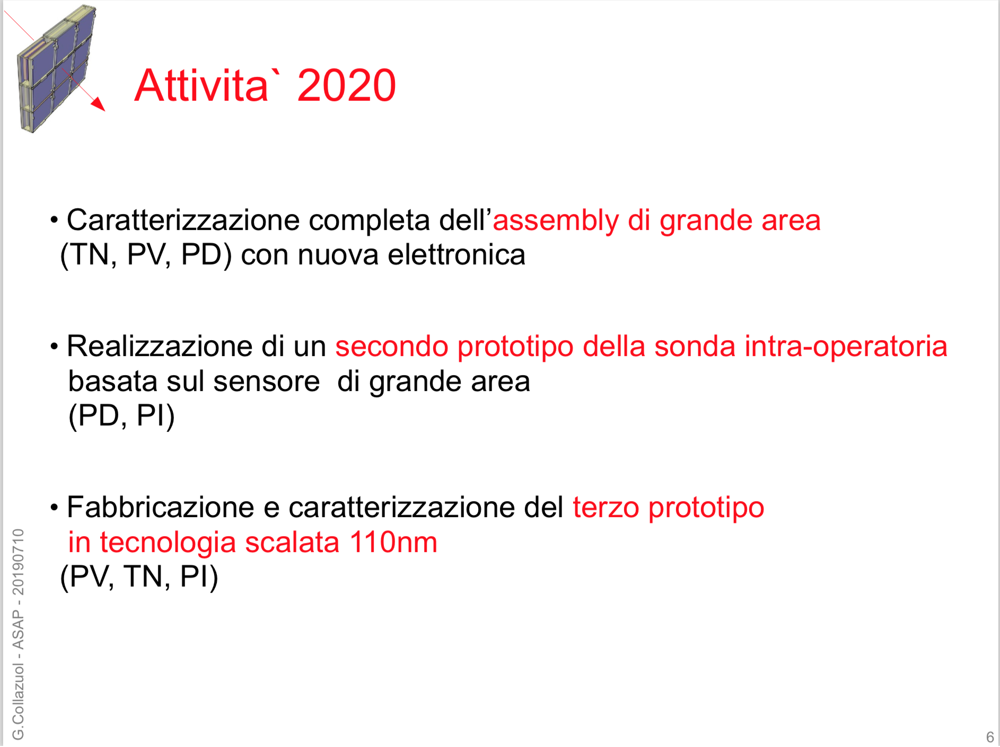 Attivita` 2020
• Caratterizzazione completa dell’assembly di grande area
(TN, PV, PD) con nuova elettronica
• Realizzazione di un secondo prototipo della sonda intra-operatoria
basata sul sensore  di grande area
(PD, PI)
• Fabbricazione e caratterizzazione del terzo prototipo
in tecnologia scalata 110nm
(PV, TN, PI)
G.Collazuol - ASAP - 20190710
6